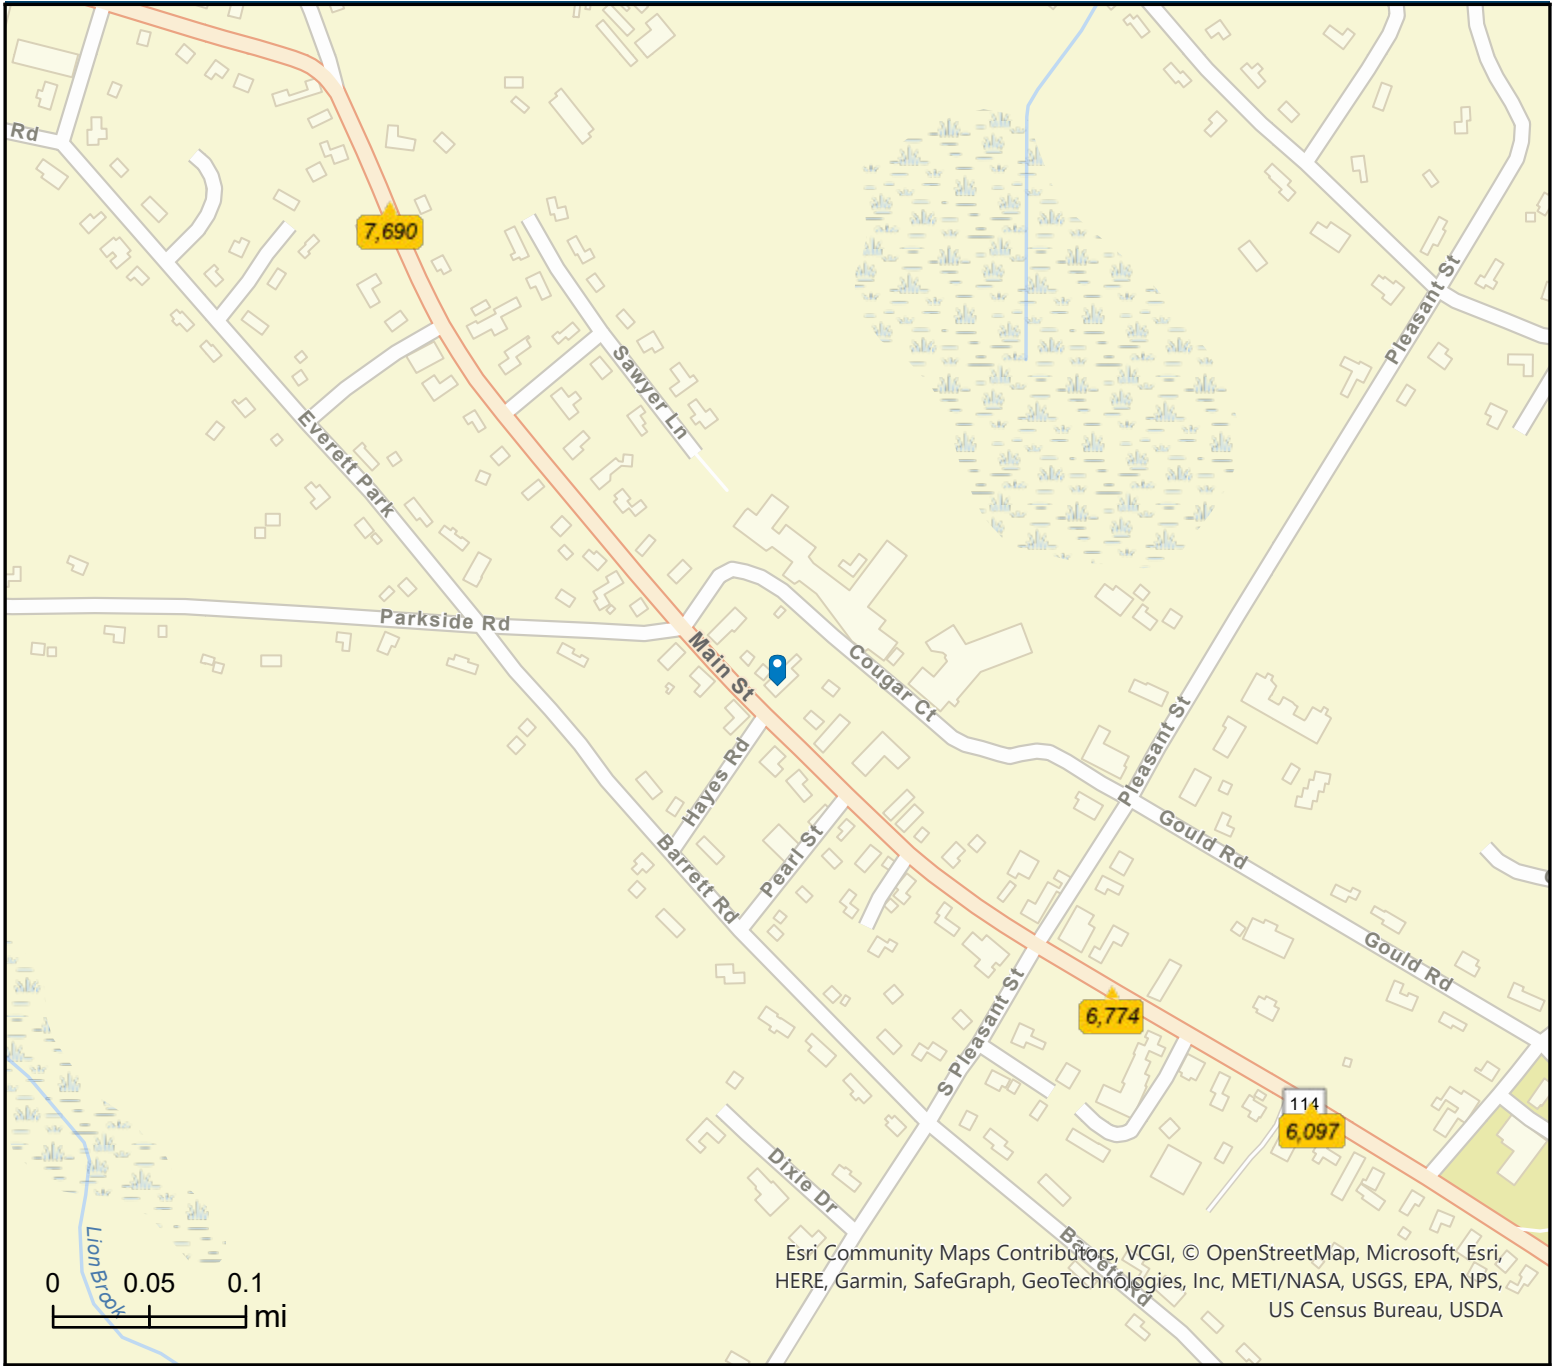 Rd
7,690
Pleasant St
Sawyer Ln
Everett Park
Parkside Rd
Main St
Cougar Ct
Pleasant St
Hayes Rd
Pearl St
Barrett Rd
Gould Rd
Gould Rd
S Pleasant St
6,774
114
6,097
Dixie Dr
Barrett Rd
Lion Brook
0 0.05 0.1
mi
Esri Community Maps Contributors, VCGI, © OpenStreetMap, Microsoft, Esri,
HERE, Garmin, SafeGraph, GeoTechnologies, Inc, METI/NASA, USGS, EPA, NPS,
US Census Bureau, USDA